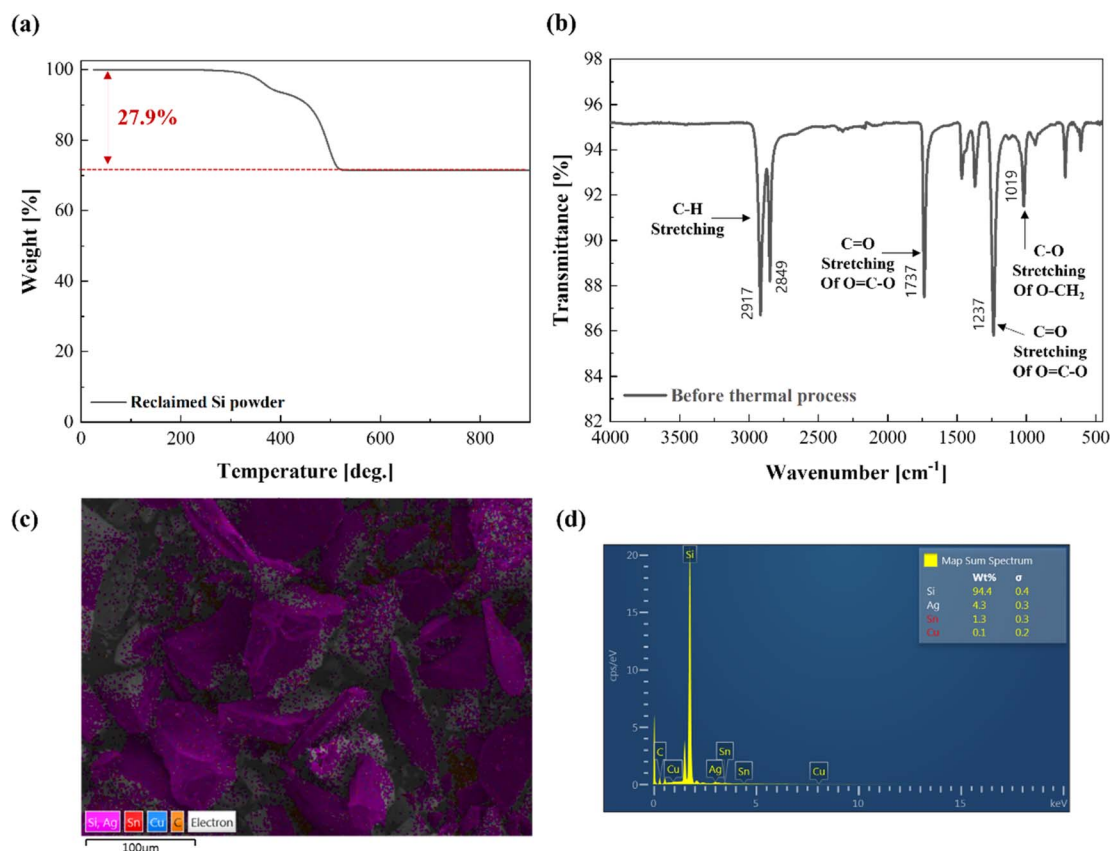 (a)
100
80
60
40
20
0
27.9%
Weight [%]
Reclaimed Si powder
0 200 400 600 800
Temperature [deg.]
(b)
98
96
94
92
90
88
86
84
82
Transmittance [%]
C-H
Stretching
2917
2849
C=O
Stretching
Of O=C-O
1737
1237
1019
C-O
Stretching
Of O-CH₂
C=O
Stretching
Of O=C-O
Before thermal process
4000 3500 3000 2500 2000 1500 1000 500
Wavenumber [cm⁻¹]
(c)
Si, Ag Sn Cu C Electron
100µm
(d)
20
15
10
5
0
cps/eV
Si
C
Cu
Ag
Sn
Sn
Cu
0 5 10 15 keV
Map Sum Spectrum
Wt% σ
Si 94.4 0.4
Ag 4.3 0.3
Sn 1.3 0.3
Cu 0.1 0.2